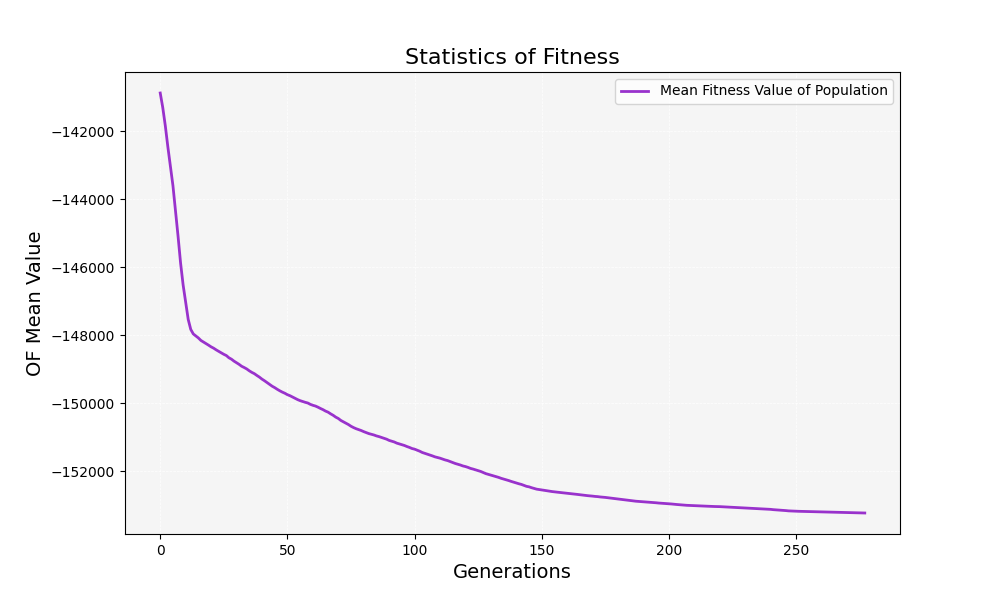 Statistics of Fitness
Mean Fitness Value of Population
OF Mean Value
−142000
−144000
−146000
−148000
−150000
−152000
0 50 100 150 200 250
Generations